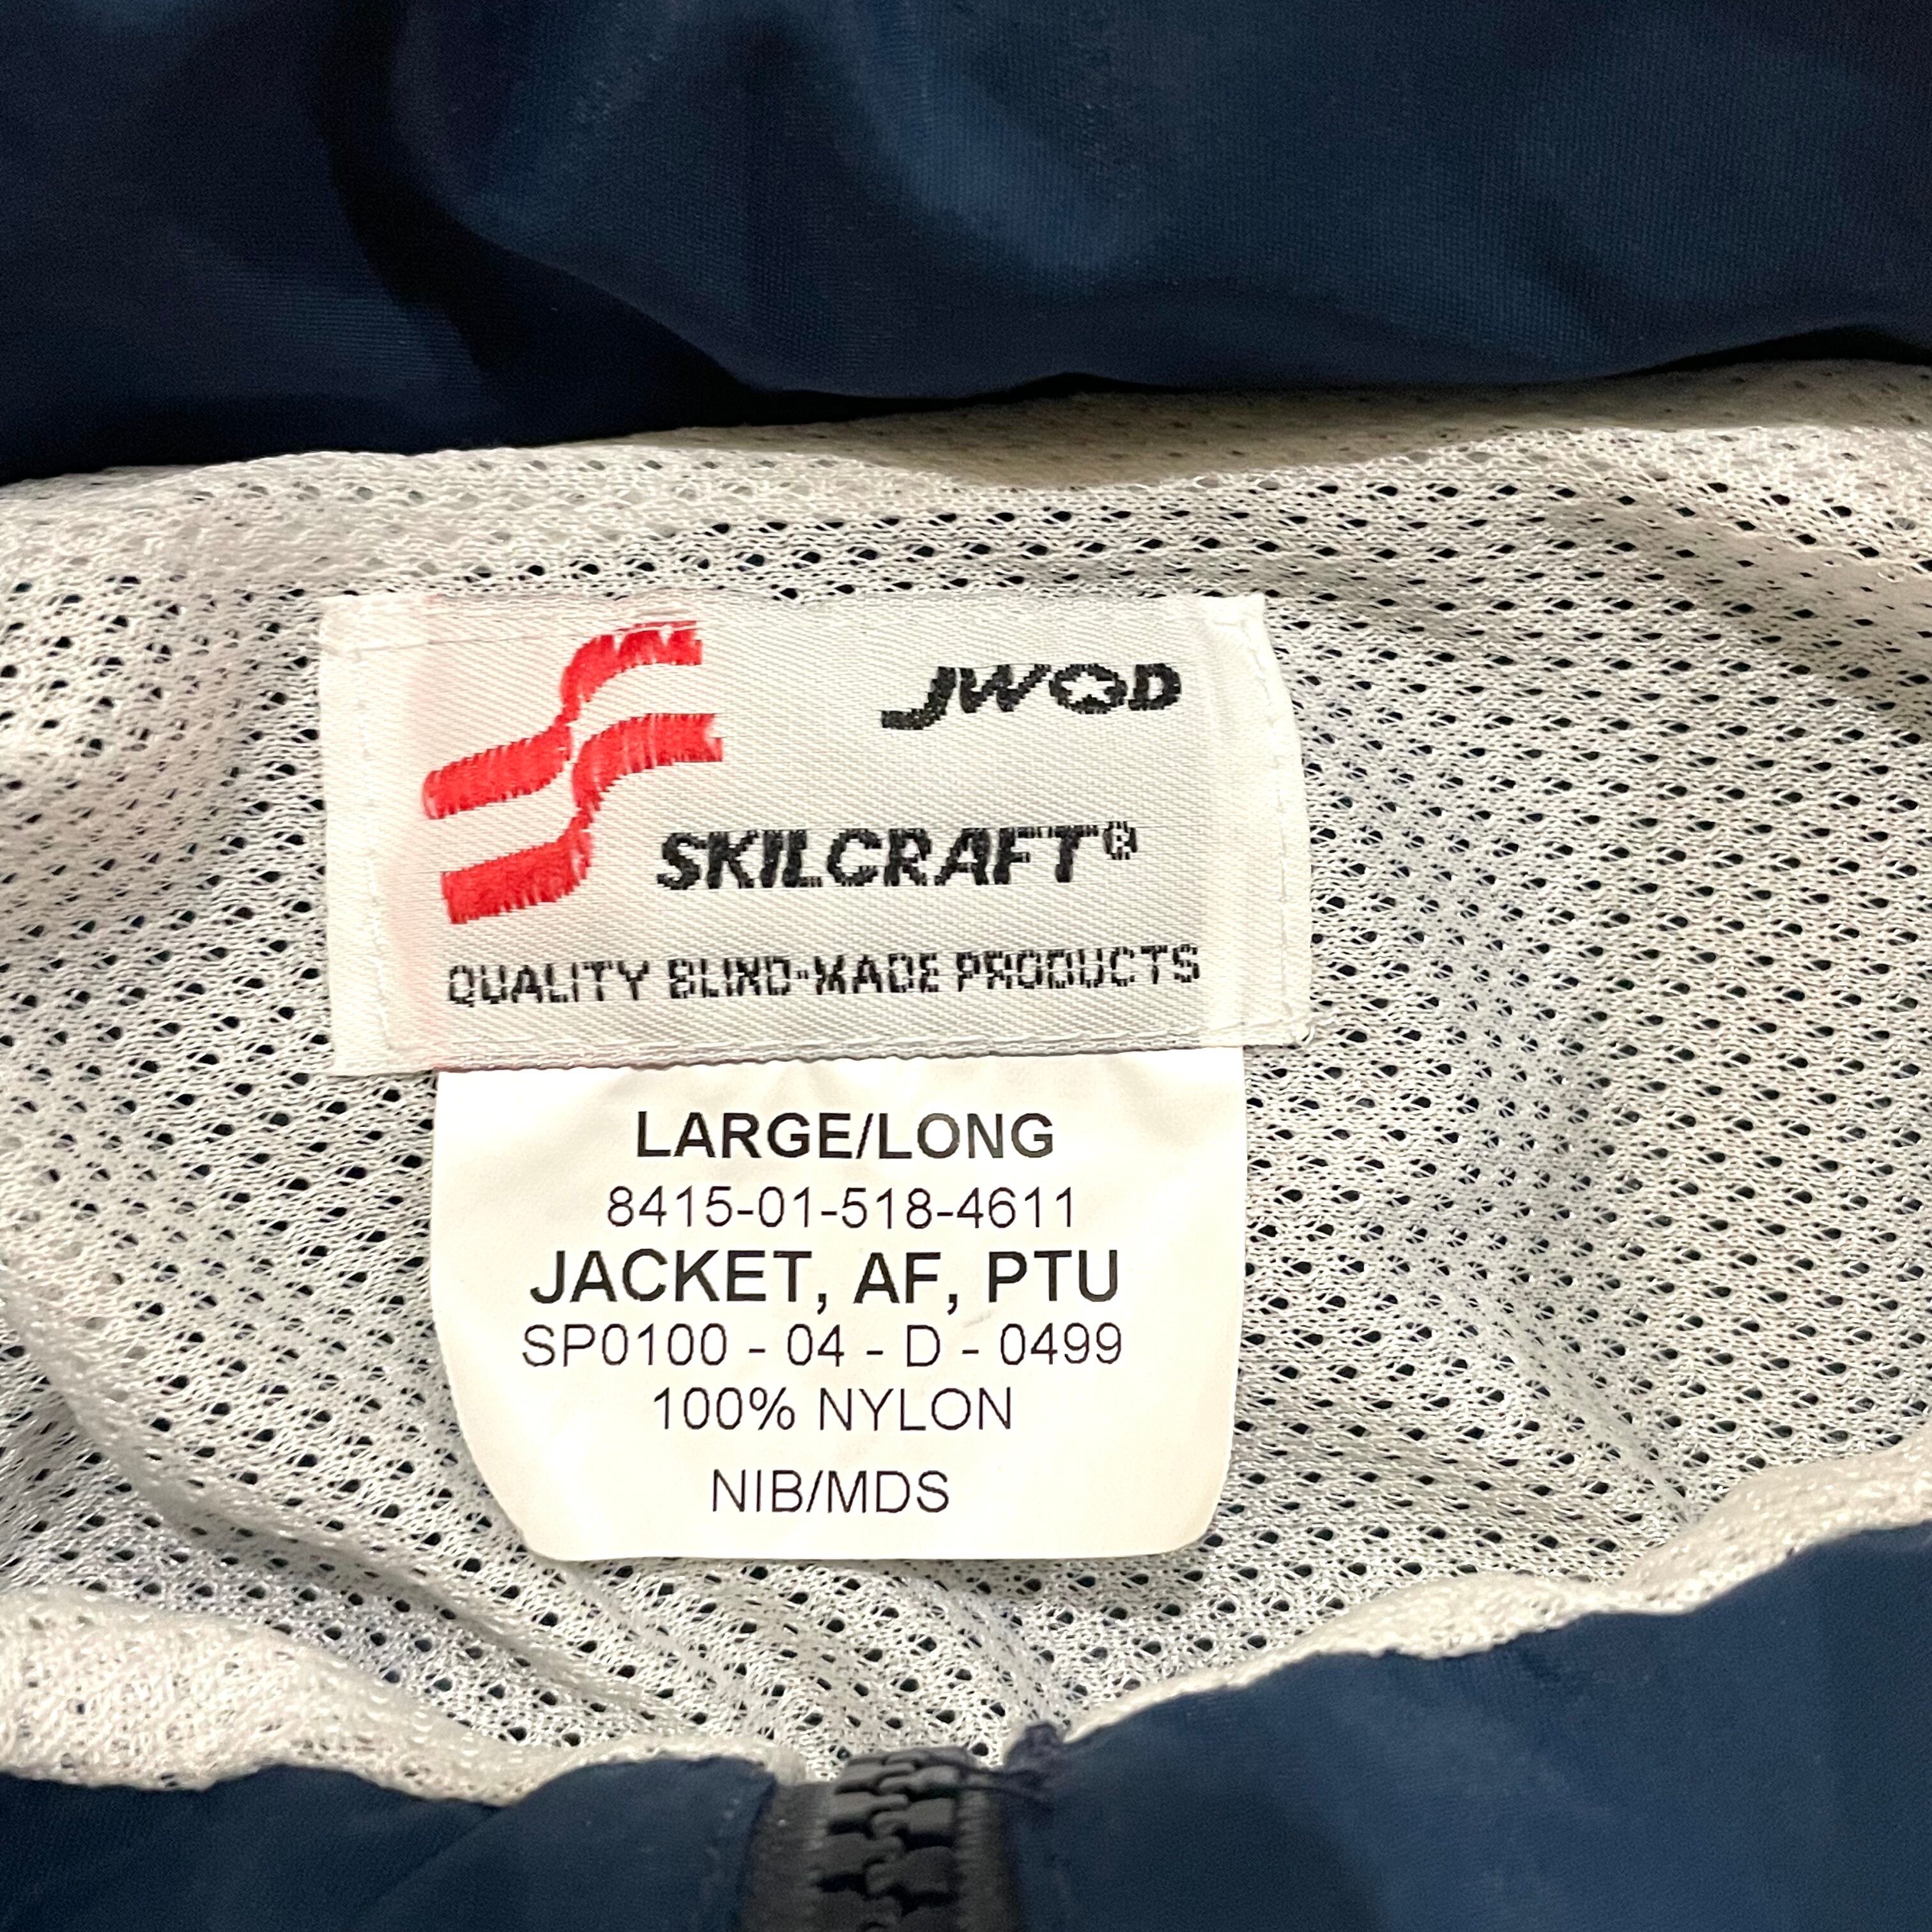 JWOD
SKILCRAFT®
QUALITY BLIND-MADE PRODUCTS
LARGE/LONG
8415-01-518-4611
JACKET, AF, PTU
SP0100 - 04 - D - 0499
100% NYLON
NIB/MDS